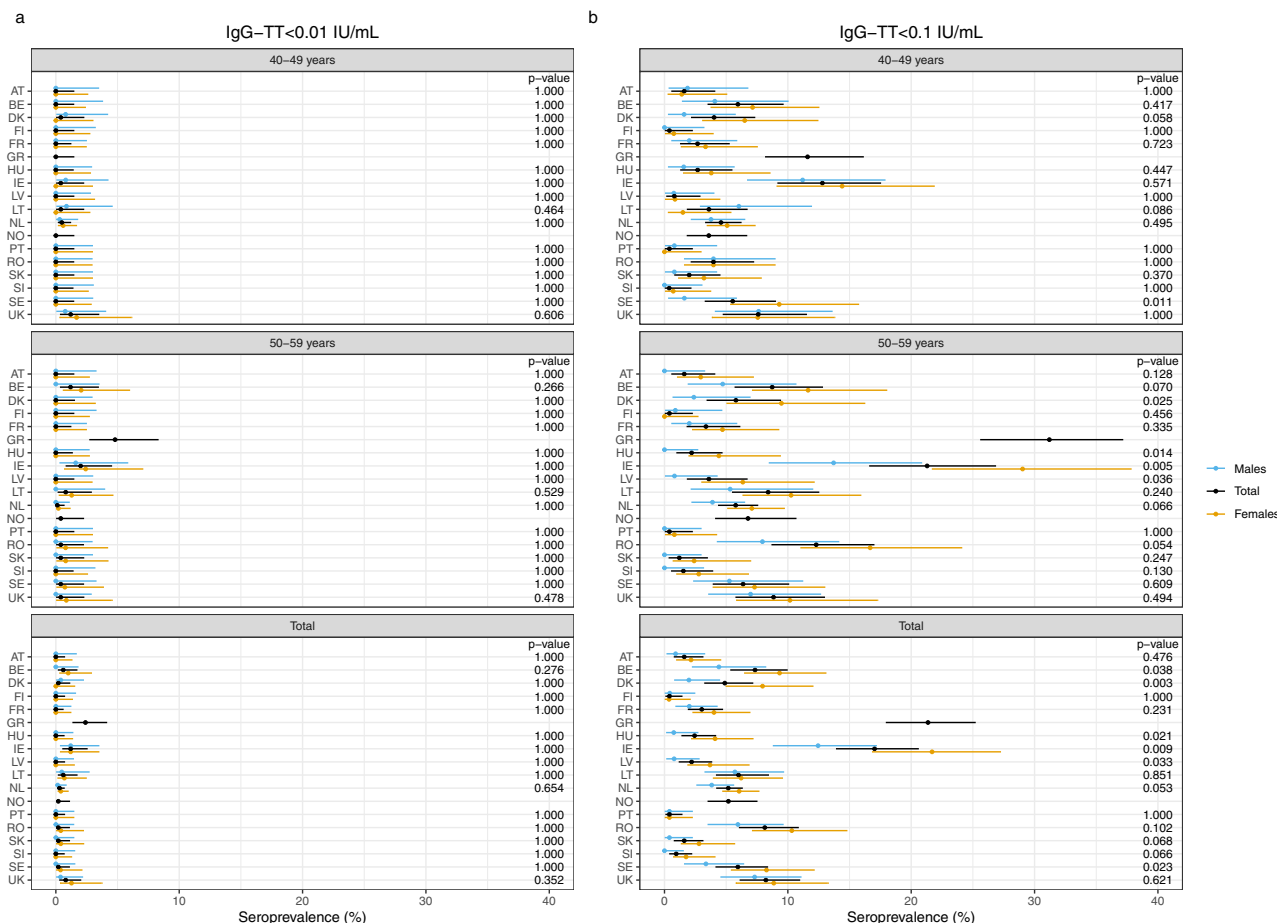 a
IgG−TT<0.01 IU/mL
40−49 years
p−value
AT 1.000
BE 1.000
DK 1.000
FI 1.000
FR 1.000
GR
HU 1.000
IE 1.000
LV 1.000
LT 0.464
NL 1.000
NO
PT 1.000
RO 1.000
SK 1.000
SI 1.000
SE 1.000
UK 0.606
50−59 years
p−value
AT 1.000
BE 0.266
DK 1.000
FI 1.000
FR 1.000
GR
HU 1.000
IE 1.000
LV 1.000
LT 0.529
NL 1.000
NO
PT 1.000
RO 1.000
SK 1.000
SI 1.000
SE 1.000
UK 0.478
Total
p−value
AT 1.000
BE 0.276
DK 1.000
FI 1.000
FR 1.000
GR
HU 1.000
IE 1.000
LV 1.000
LT 1.000
NL 0.654
NO
PT 1.000
RO 1.000
SK 1.000
SI 1.000
SE 1.000
UK 0.352
0 10 20 30 40
Seroprevalence (%)
b
IgG−TT<0.1 IU/mL
40−49 years
p−value
AT 1.000
BE 0.417
DK 0.058
FI 1.000
FR 0.723
GR
HU 0.447
IE 0.571
LV 1.000
LT 0.086
NL 0.495
NO
PT 1.000
RO 1.000
SK 0.370
SI 1.000
SE 0.011
UK 1.000
50−59 years
p−value
AT 0.128
BE 0.070
DK 0.025
FI 0.456
FR 0.335
GR
HU 0.014
IE 0.005
LV 0.036
LT 0.240
NL 0.066
NO
PT 1.000
RO 0.054
SK 0.247
SI 0.130
SE 0.609
UK 0.494
Total
p−value
AT 0.476
BE 0.038
DK 0.003
FI 1.000
FR 0.231
GR
HU 0.021
IE 0.009
LV 0.033
LT 0.851
NL 0.053
NO
PT 1.000
RO 0.102
SK 0.068
SI 0.066
SE 0.023
UK 0.621
0 10 20 30 40
Seroprevalence (%)
Males
Total
Females